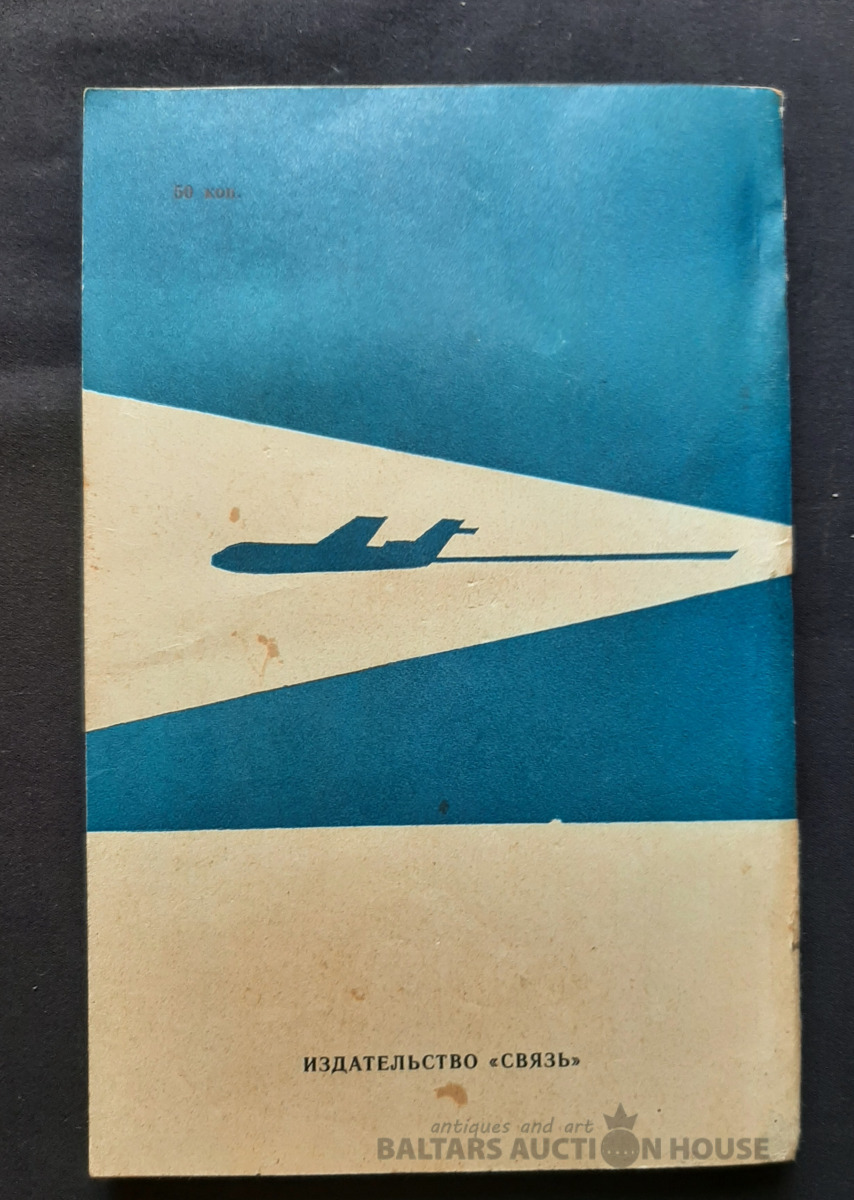 50 коп.
ИЗДАТЕЛЬСТВО «СВЯЗЬ»
antiques and art
BALTARS AUCTION HOUSE